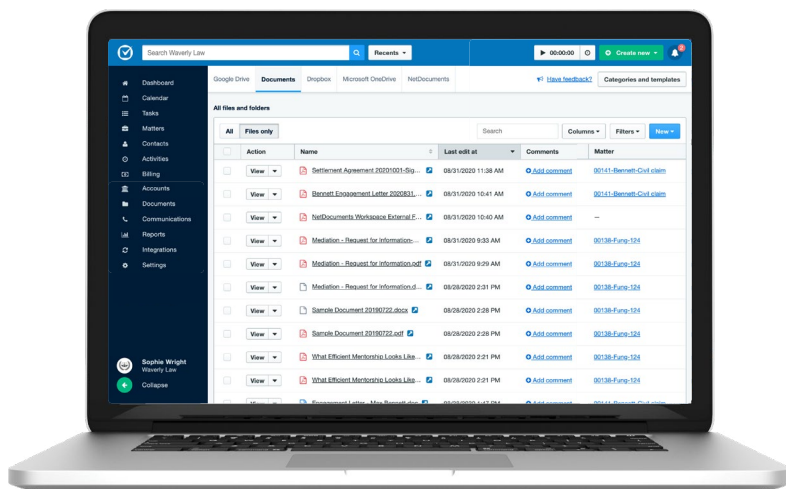 Search Waverly Law
Recents
00:00:00
Create new
2
Dashboard
Calendar
Tasks
Matters
Contacts
Activities
Billing
Accounts
Documents
Communications
Reports
Integrations
Settings
Sophie Wright
Waverly Law
Collapse
Google Drive Documents Dropbox Microsoft OneDrive NetDocuments
Have feedback? Categories and templates
All files and folders
All Files only Search Columns Filters New
Action Name Last edit at Comments Matter
View Settlement Agreement 20201001-Sig... 08/31/2020 11:38 AM Add comment 00141-Bennett-Civil claim
View Bennett Engagement Letter 20200831.... 08/31/2020 10:41 AM Add comment 00141-Bennett-Civil claim
View NetDocuments Workspace External F... 08/31/2020 10:40 AM Add comment —
View Mediation - Request for Information-... 08/31/2020 9:33 AM Add comment 00138-Fung-124
View Mediation - Request for Information.pdf 08/31/2020 9:29 AM Add comment 00138-Fung-124
View Mediation - Request for Information.d... 08/28/2020 2:31 PM Add comment 00138-Fung-124
View Sample Document 20190722.docx 08/28/2020 2:28 PM Add comment 00138-Fung-124
View Sample Document 20190722.pdf 08/28/2020 2:28 PM Add comment 00138-Fung-124
View What Efficient Mentorship Looks Like... 08/28/2020 2:21 PM Add comment 00138-Fung-124
View What Efficient Mentorship Looks Like... 08/28/2020 2:21 PM Add comment 00138-Fung-124